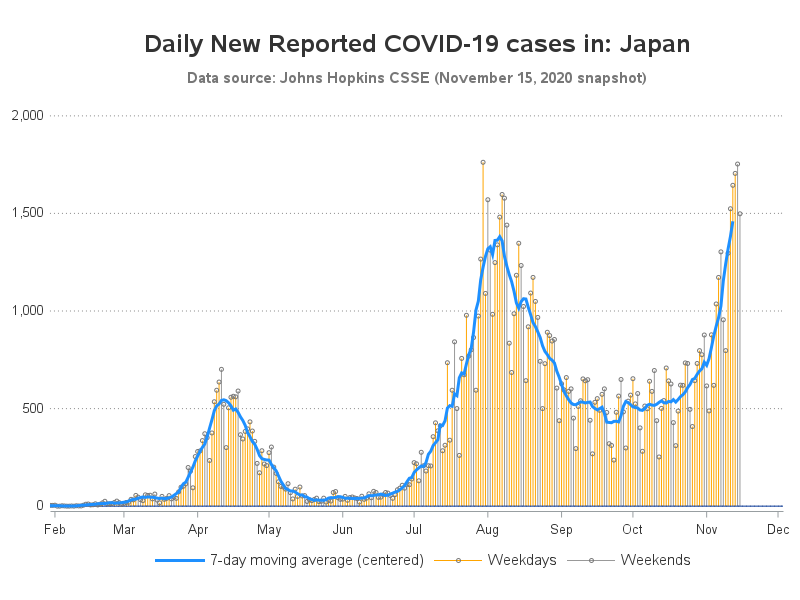 Daily New Reported COVID-19 cases in: Japan
Data source: Johns Hopkins CSSE (November 15, 2020 snapshot)
2,000
1,500
1,000
500
0
Feb Mar Apr May Jun Jul Aug Sep Oct Nov Dec
7-day moving average (centered) Weekdays Weekends